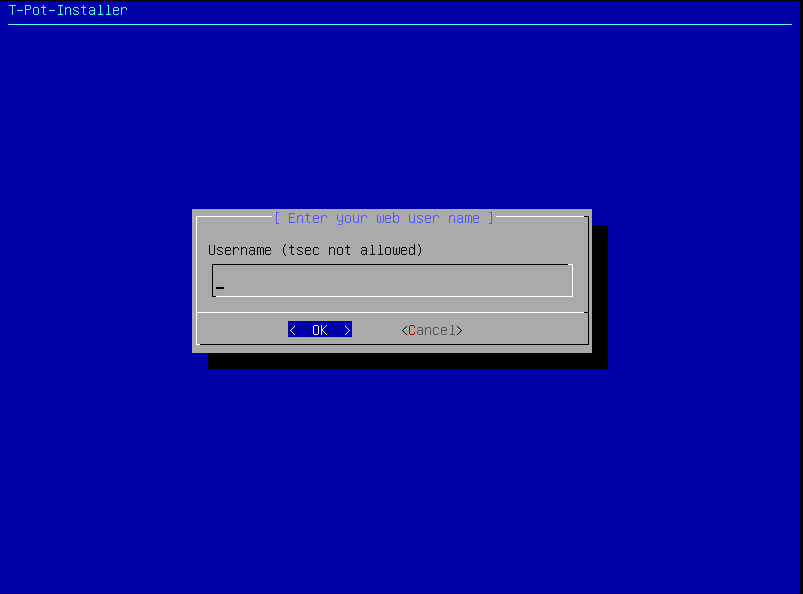 T-Pot-Installer
[ Enter your web user name ]
Username (tsec not allowed)
< OK > <Cancel>